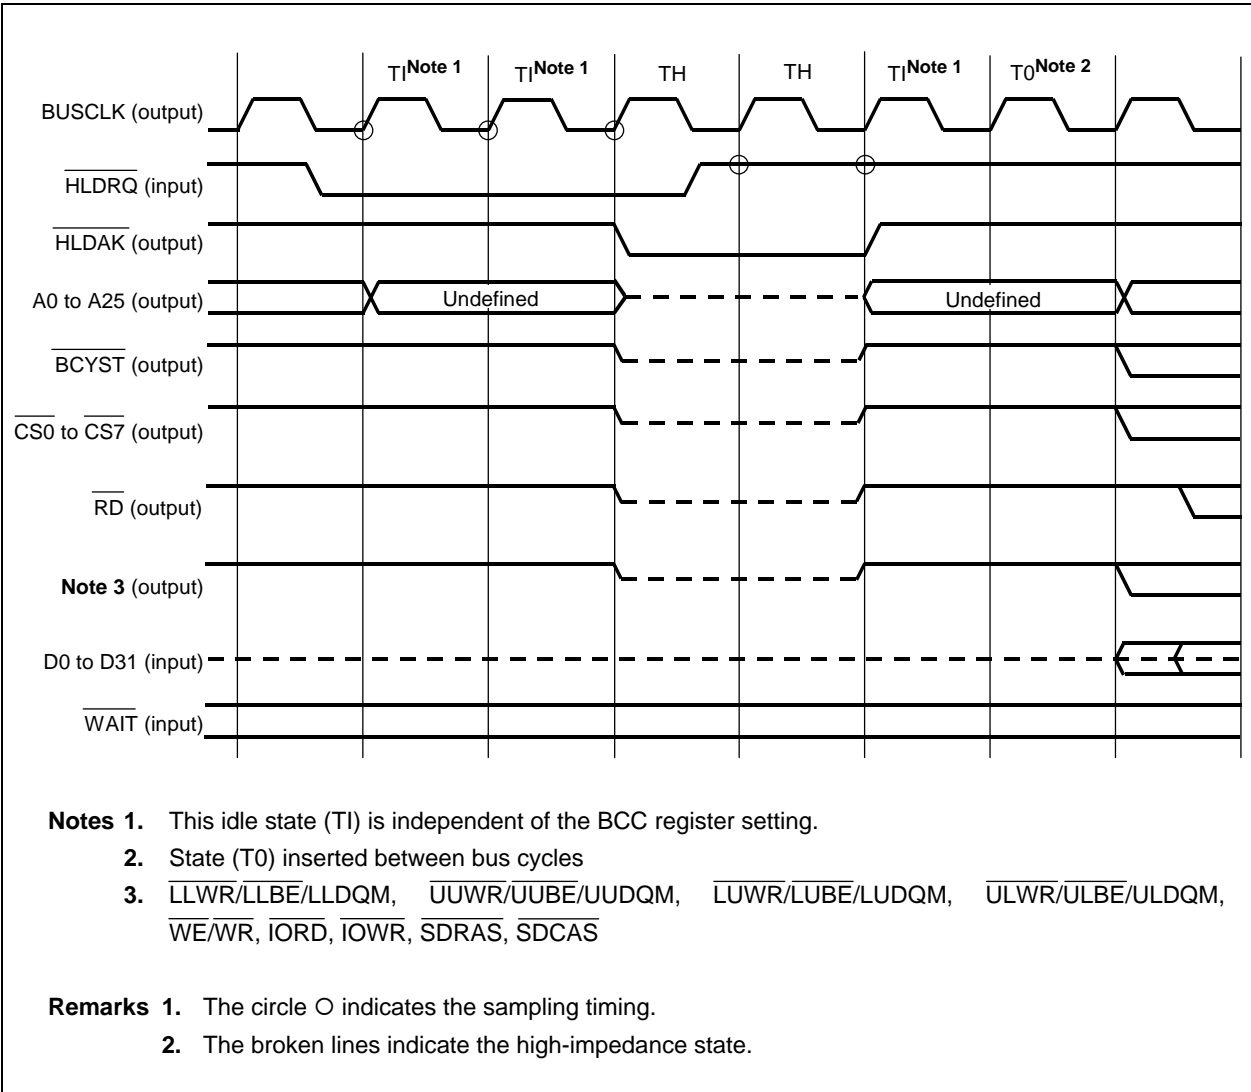 TINote 1 TINote 1 TH TH TINote 1 T0Note 2
BUSCLK (output)
HLDRQ (input)
HLDAK (output)
A0 to A25 (output) Undefined Undefined
BCYST (output)
CS0 to CS7 (output)
RD (output)
Note 3 (output)
D0 to D31 (input)
WAIT (input)
Notes 1. This idle state (TI) is independent of the BCC register setting.
2. State (T0) inserted between bus cycles
3. LLWR/LLBE/LLDQM, UUWR/UUBE/UUDQM, LUWR/LUBE/LUDQM, ULWR/ULBE/ULDQM,
WE/WR, IORD, IOWR, SDRAS, SDCAS
Remarks 1. The circle O indicates the sampling timing.
2. The broken lines indicate the high-impedance state.